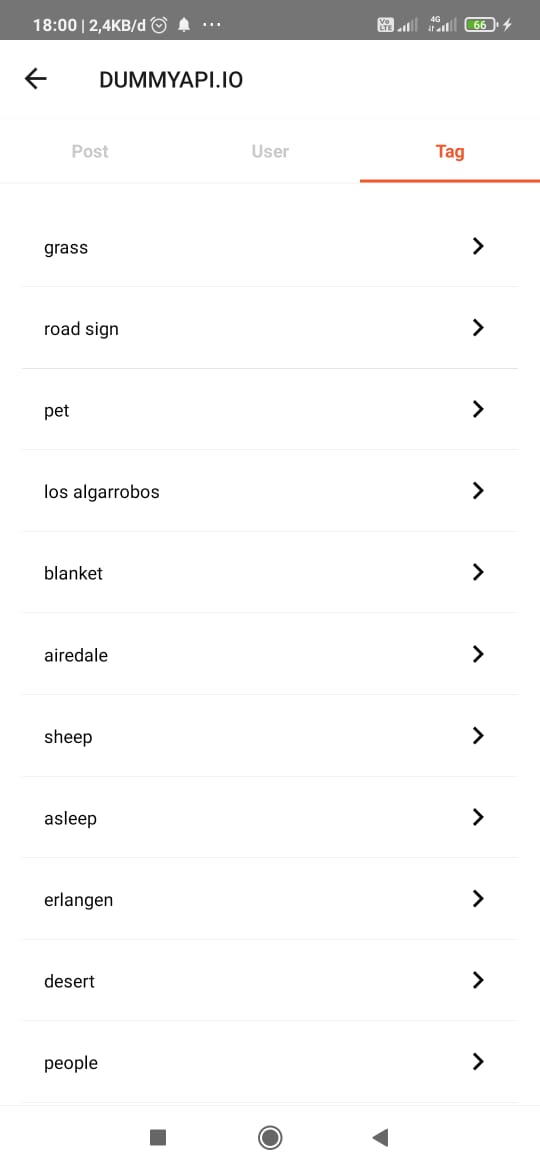 18:00 | 2,4KB/d ...
Vo LTE 4G 66
DUMMYAPI.IO
Post User Tag
grass
road sign
pet
los algarrobos
blanket
airedale
sheep
asleep
erlangen
desert
people